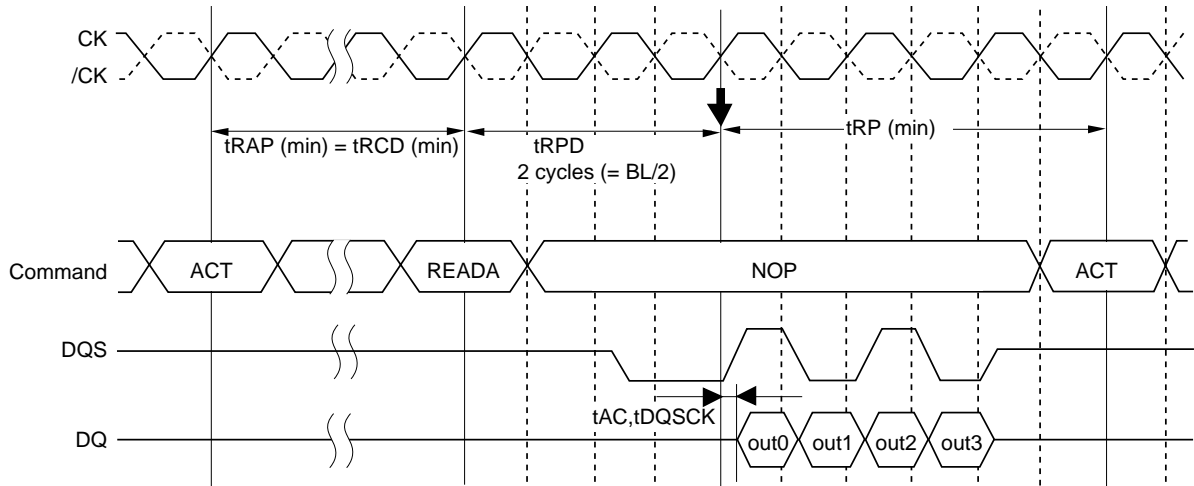 CK
/CK
tRAP (min) = tRCD (min)
tRPD
2 cycles (= BL/2)
tRP (min)
Command
ACT
READA
NOP
ACT
DQS
tAC,tDQSCK
DQ
out0
out1
out2
out3